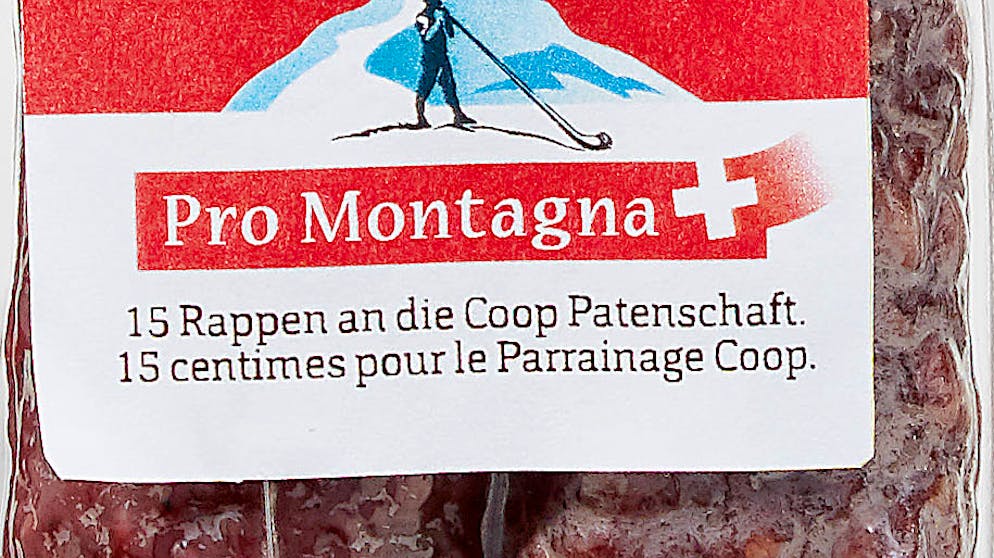 Pro Montagna
15 Rappen an die Coop Patenschaft.
15 centimes pour le Parrainage Coop.